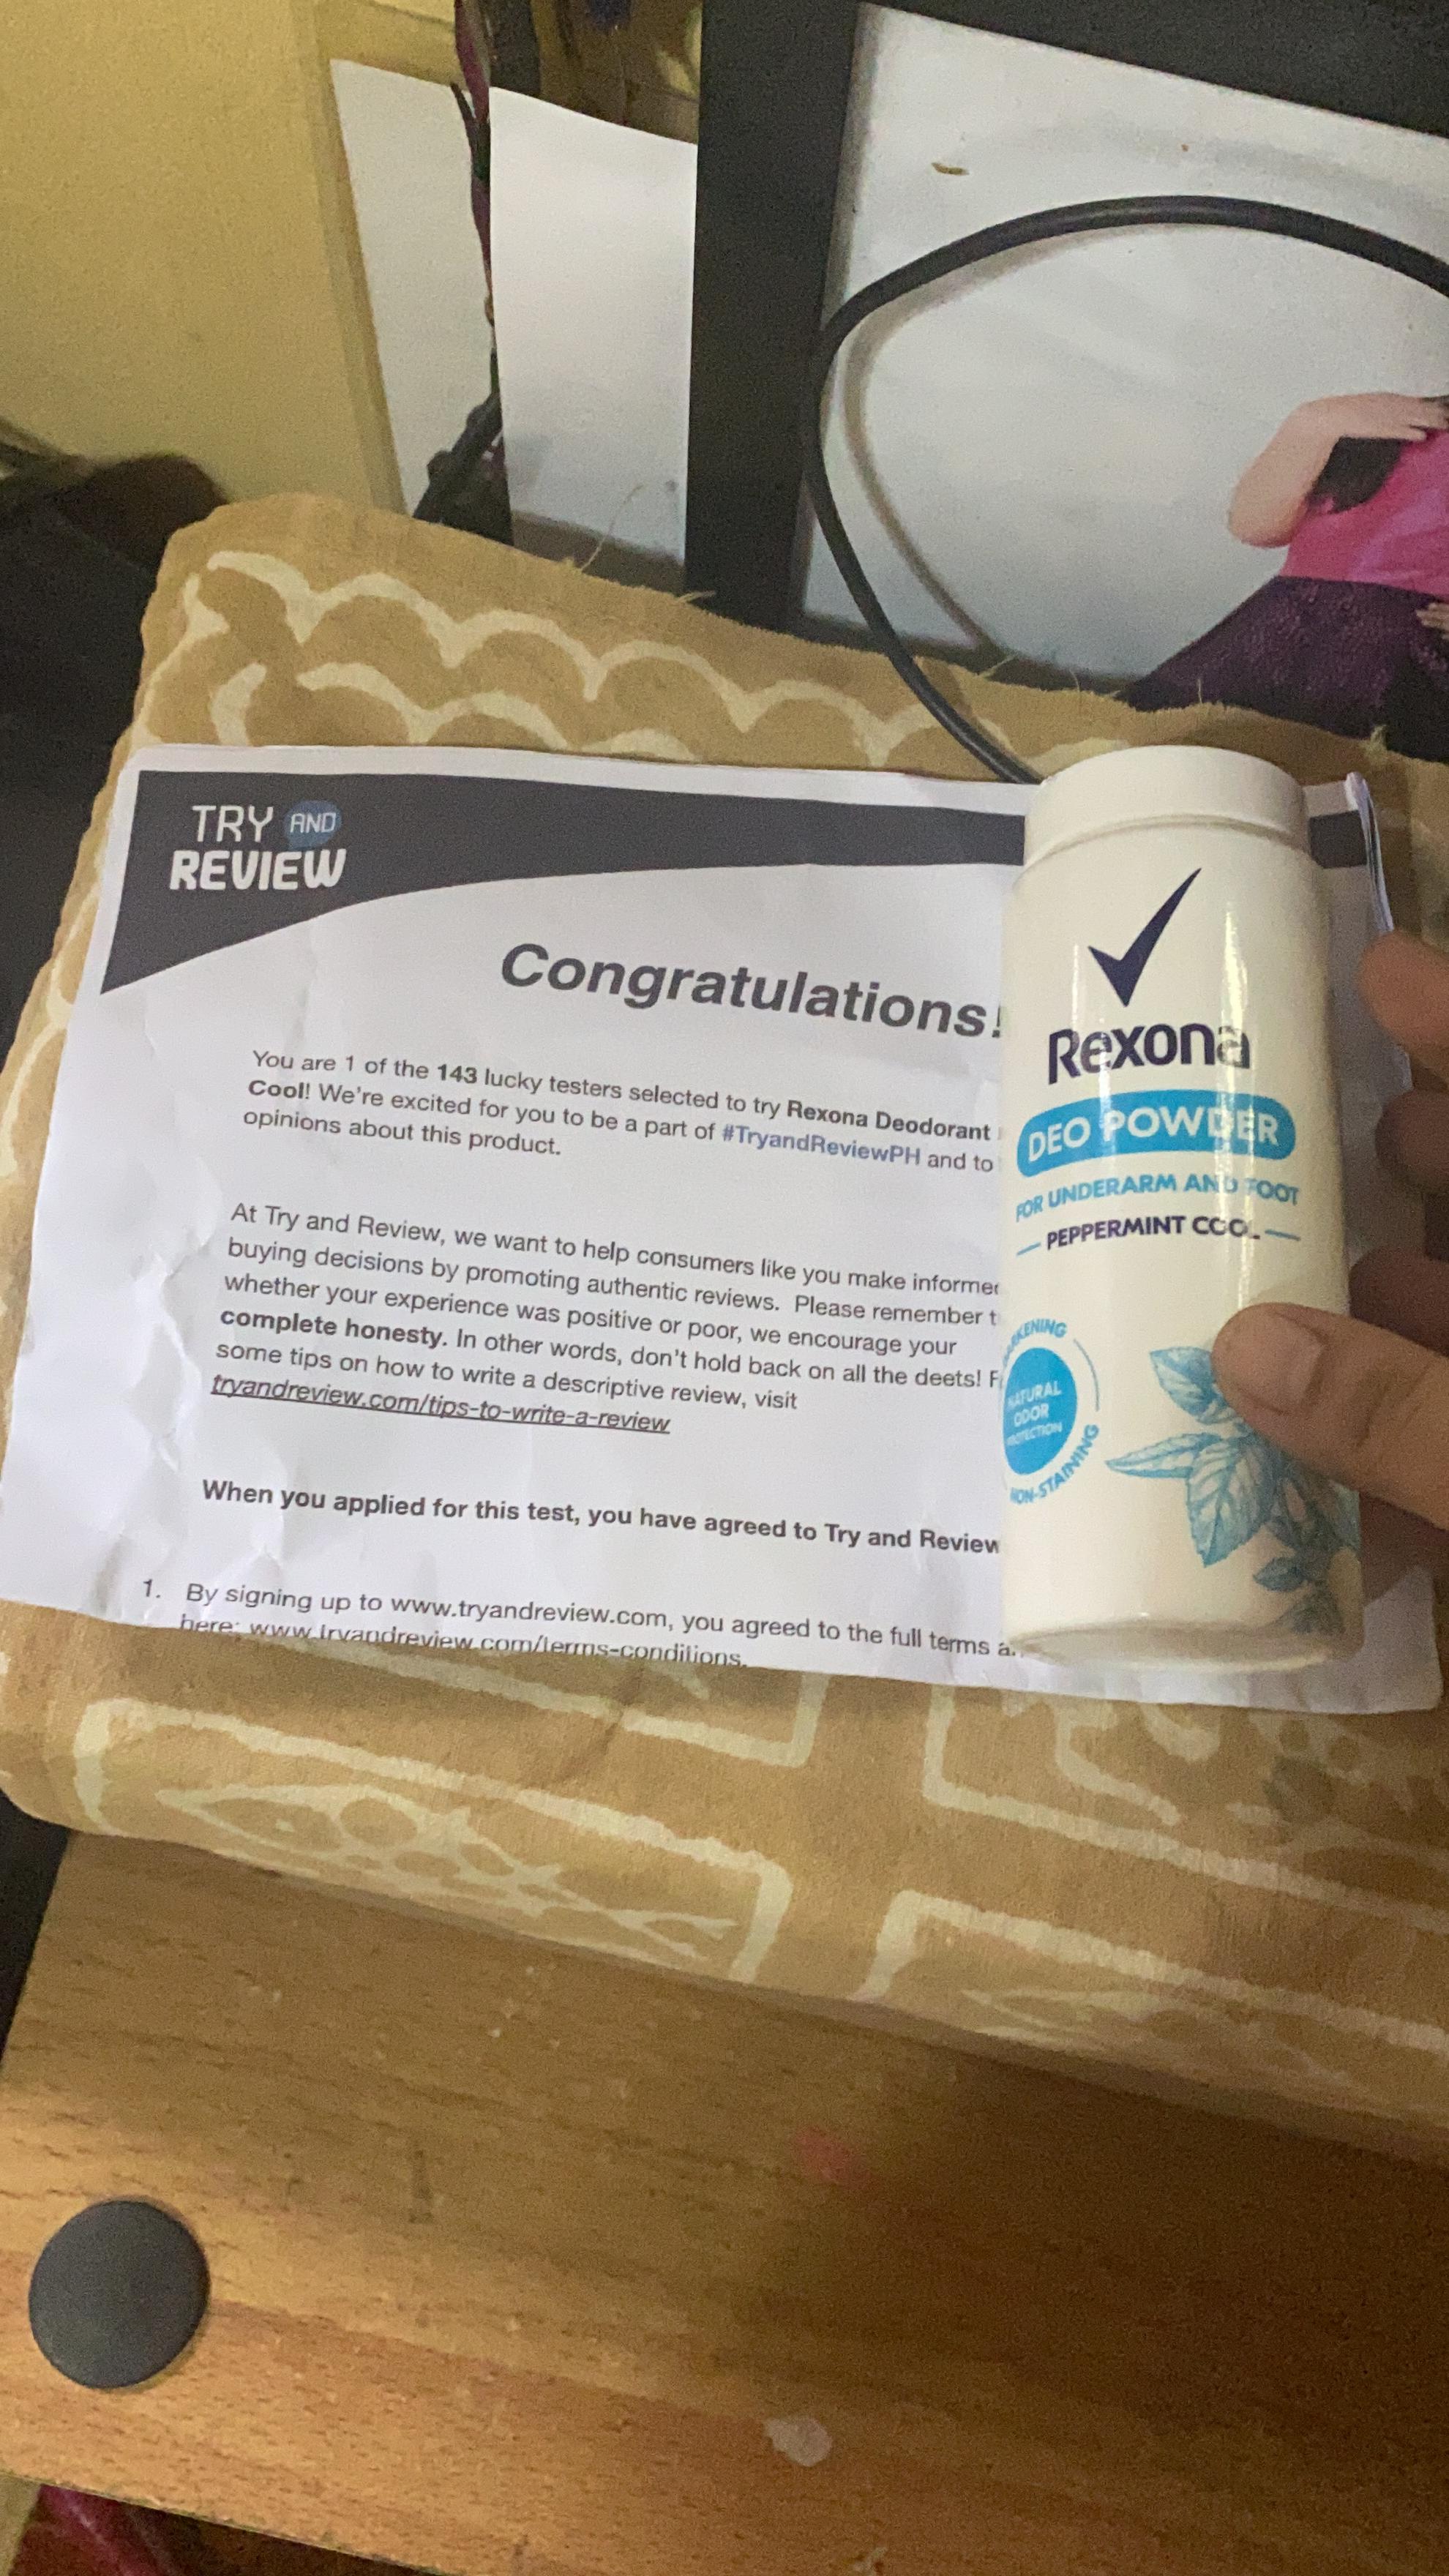 TRY AND
REVIEW
Congratulations!
You are 1 of the 143 lucky testers selected to try Rexona Deodorant
Cool! We're excited for you to be a part of #TryandReviewPH and to
opinions about this product.
At Try and Review, we want to help consumers like you make
buying decisions by promoting authentic reviews. Please remember
whether your experience was positive or poor, we encourage your
complete honesty. In other words, don't hold back on all the deets!
some tips on how to write a descriptive review, visit
tryandreview.com/tips-to-write-a-review
When you applied for this test, you have agreed to Try and Review
1. By signing up to www.tryandreview.com, you agreed to the full terms
here: www.tryandreview.com/terms-conditions.
Rexona
DEO POWDER
FOR UNDERARM AND FOOT
PEPPERMINT COOL
NATURAL
ODOR
PROTECTION
NON-STAINING